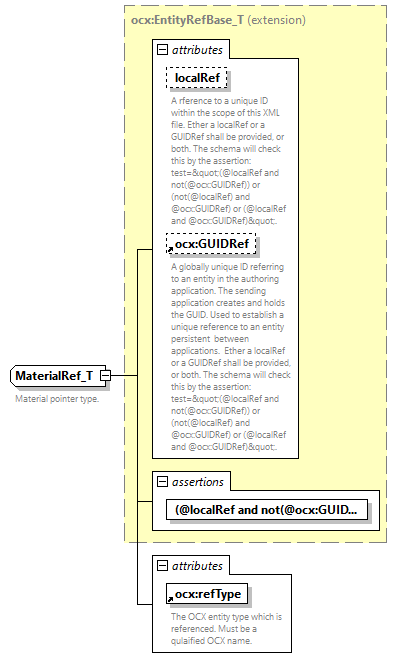 ocx:EntityRefBase_T (extension)
attributes
localRef
A rference to a unique ID
within the scope of this XML
file. Ether a localRef or a
GUIDRef shall be provided, or
both. The schema will check
this by the assertion:
test=&quot;(@localRef and
not(@ocx:GUIDRef)) or
(not(@localRef) and
@ocx:GUIDRef) or (@localRef
and @ocx:GUIDRef)&quot;.
ocx:GUIDRef
A globally unique ID referring
to an entity in the authoring
application. The sending
application creates and holds
the GUID. Used to establish a
unique reference to an entity
persistent  between
applications.  Ether a localRef
or a GUIDRef shall be provided,
or both. The schema will check
this by the assertion:
test=&quot;(@localRef and
not(@ocx:GUIDRef)) or
(not(@localRef) and
@ocx:GUIDRef) or (@localRef
and @ocx:GUIDRef)&quot;.
MaterialRef_T
Material pointer type.
assertions
(@localRef and not(@ocx:GUID...
attributes
ocx:refType
The OCX entity type which is
referenced. Must be a
qulaified OCX name.